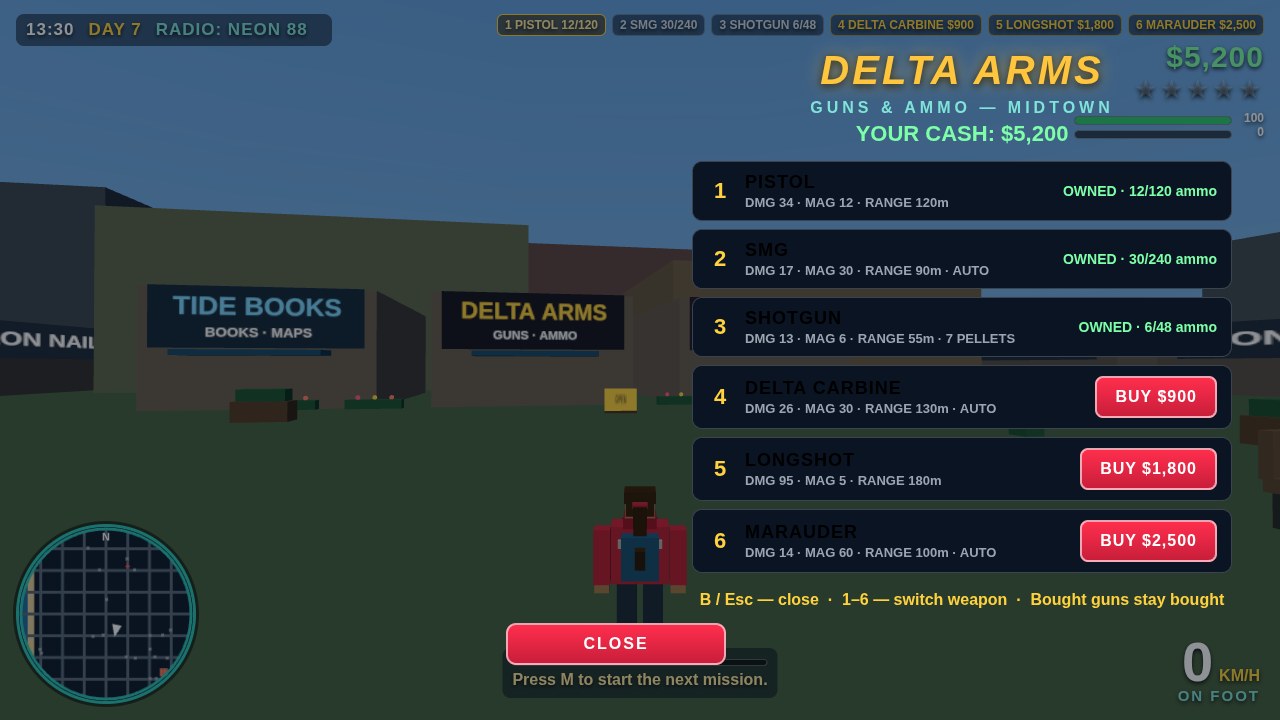 13:30 DAY 7 RADIO: NEON 88
1 PISTOL 12/120 2 SMG 30/240 3 SHOTGUN 6/48 4 DELTA CARBINE $900 5 LONGSHOT $1,800 6 MARAUDER $2,500
$5,200
DELTA ARMS
GUNS & AMMO — MIDTOWN
100
0
YOUR CASH: $5,200
1 PISTOL
DMG 34 · MAG 12 · RANGE 120m
OWNED · 12/120 ammo
2 SMG
DMG 17 · MAG 30 · RANGE 90m · AUTO
OWNED · 30/240 ammo
3 SHOTGUN
DMG 13 · MAG 6 · RANGE 55m · 7 PELLETS
OWNED · 6/48 ammo
4 DELTA CARBINE
DMG 26 · MAG 30 · RANGE 130m · AUTO
BUY $900
5 LONGSHOT
DMG 95 · MAG 5 · RANGE 180m
BUY $1,800
6 MARAUDER
DMG 14 · MAG 60 · RANGE 100m · AUTO
BUY $2,500
B / Esc — close · 1–6 — switch weapon · Bought guns stay bought
CLOSE
Press M to start the next mission.
TIDE BOOKS
BOOKS · MAPS
DELTA ARMS
GUNS · AMMO
ON NAIL
ON
N
0 KM/H
ON FOOT